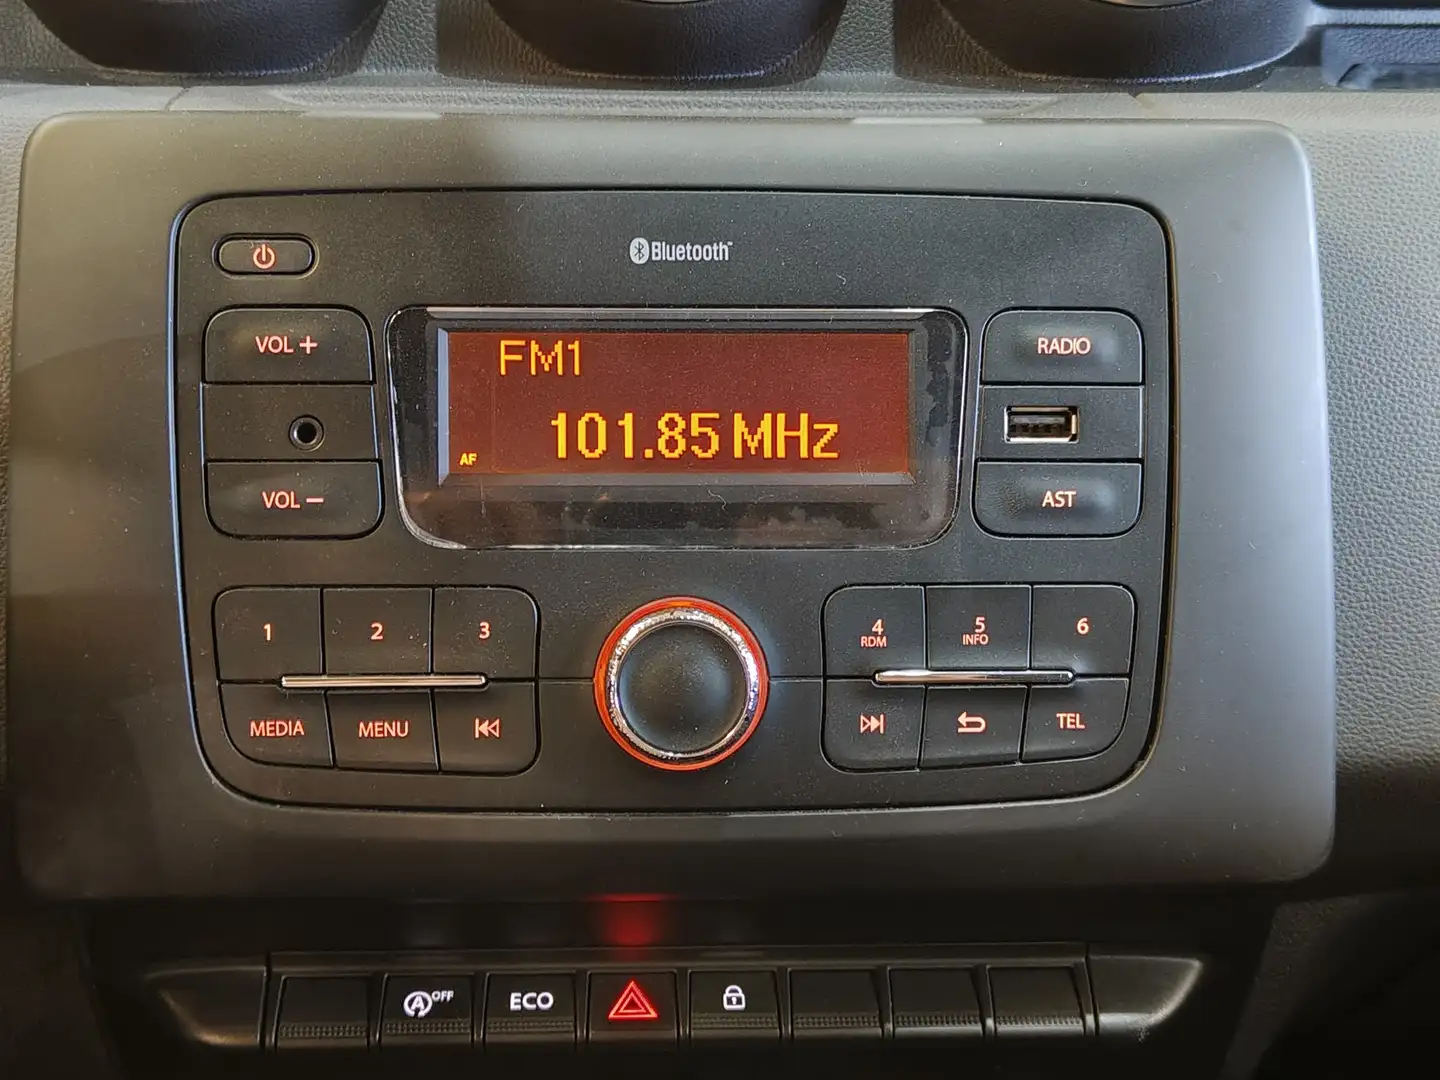 Bluetooth™
VOL +
FM1
RADIO
101.85 MHz
AF
VOL −
AST
1 2 3
4
RDM
5
INFO
6
MEDIA MENU
TEL
A OFF
ECO